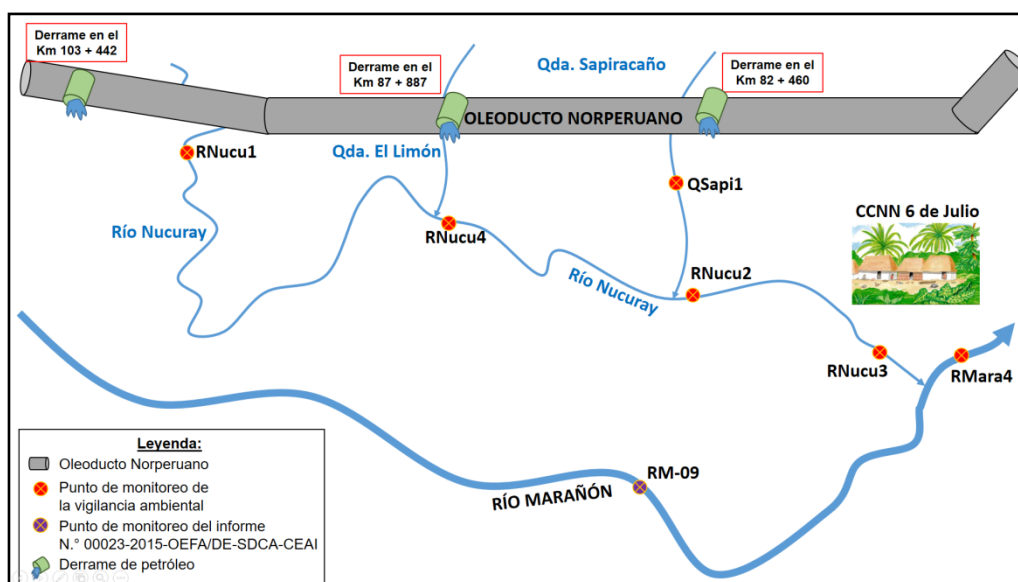 Derrame en el
Km 103 + 442
Derrame en el
Km 87 + 887
Qda. Sapiracaño
Derrame en el
Km 82 + 460
OLEODUCTO NORPERUANO
RNucu1
Qda. El Limón
QSapi1
CCNN 6 de Julio
Río Nucuray
RNucu4
RNucu2
Río Nucuray
RNucu3
RMara4
RM-09
RÍO MARAÑÓN
Leyenda:
Oleoducto Norperuano
Punto de monitoreo de
la vigilancia ambiental
Punto de monitoreo del informe
N.° 00023-2015-OEFA/DE-SDCA-CEAI
Derrame de petróleo